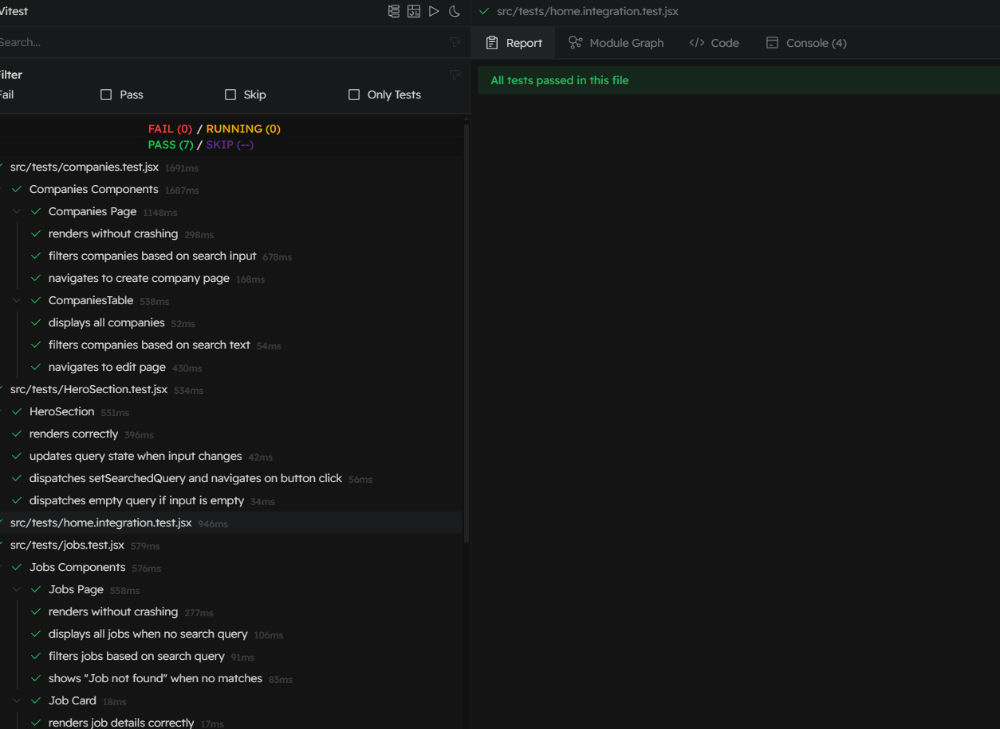 Vitest
Search...
Filter
Fail Pass Skip Only Tests
FAIL (0) / RUNNING (0)
PASS (7) / SKIP (--)
src/tests/companies.test.jsx 1691ms
Companies Components 1687ms
Companies Page 1148ms
renders without crashing 298ms
filters companies based on search input 678ms
navigates to create company page 168ms
CompaniesTable 538ms
displays all companies 52ms
filters companies based on search text 54ms
navigates to edit page 430ms
src/tests/HeroSection.test.jsx 534ms
HeroSection 531ms
renders correctly 396ms
updates query state when input changes 42ms
dispatches setSearchedQuery and navigates on button click 56ms
dispatches empty query if input is empty 34ms
src/tests/home.integration.test.jsx 946ms
src/tests/jobs.test.jsx 579ms
Jobs Components 576ms
Jobs Page 558ms
renders without crashing 277ms
displays all jobs when no search query 106ms
filters jobs based on search query 91ms
shows "Job not found" when no matches 83ms
Job Card 18ms
renders job details correctly 17ms
src/tests/home.integration.test.jsx
Report Module Graph </> Code Console (4)
All tests passed in this file